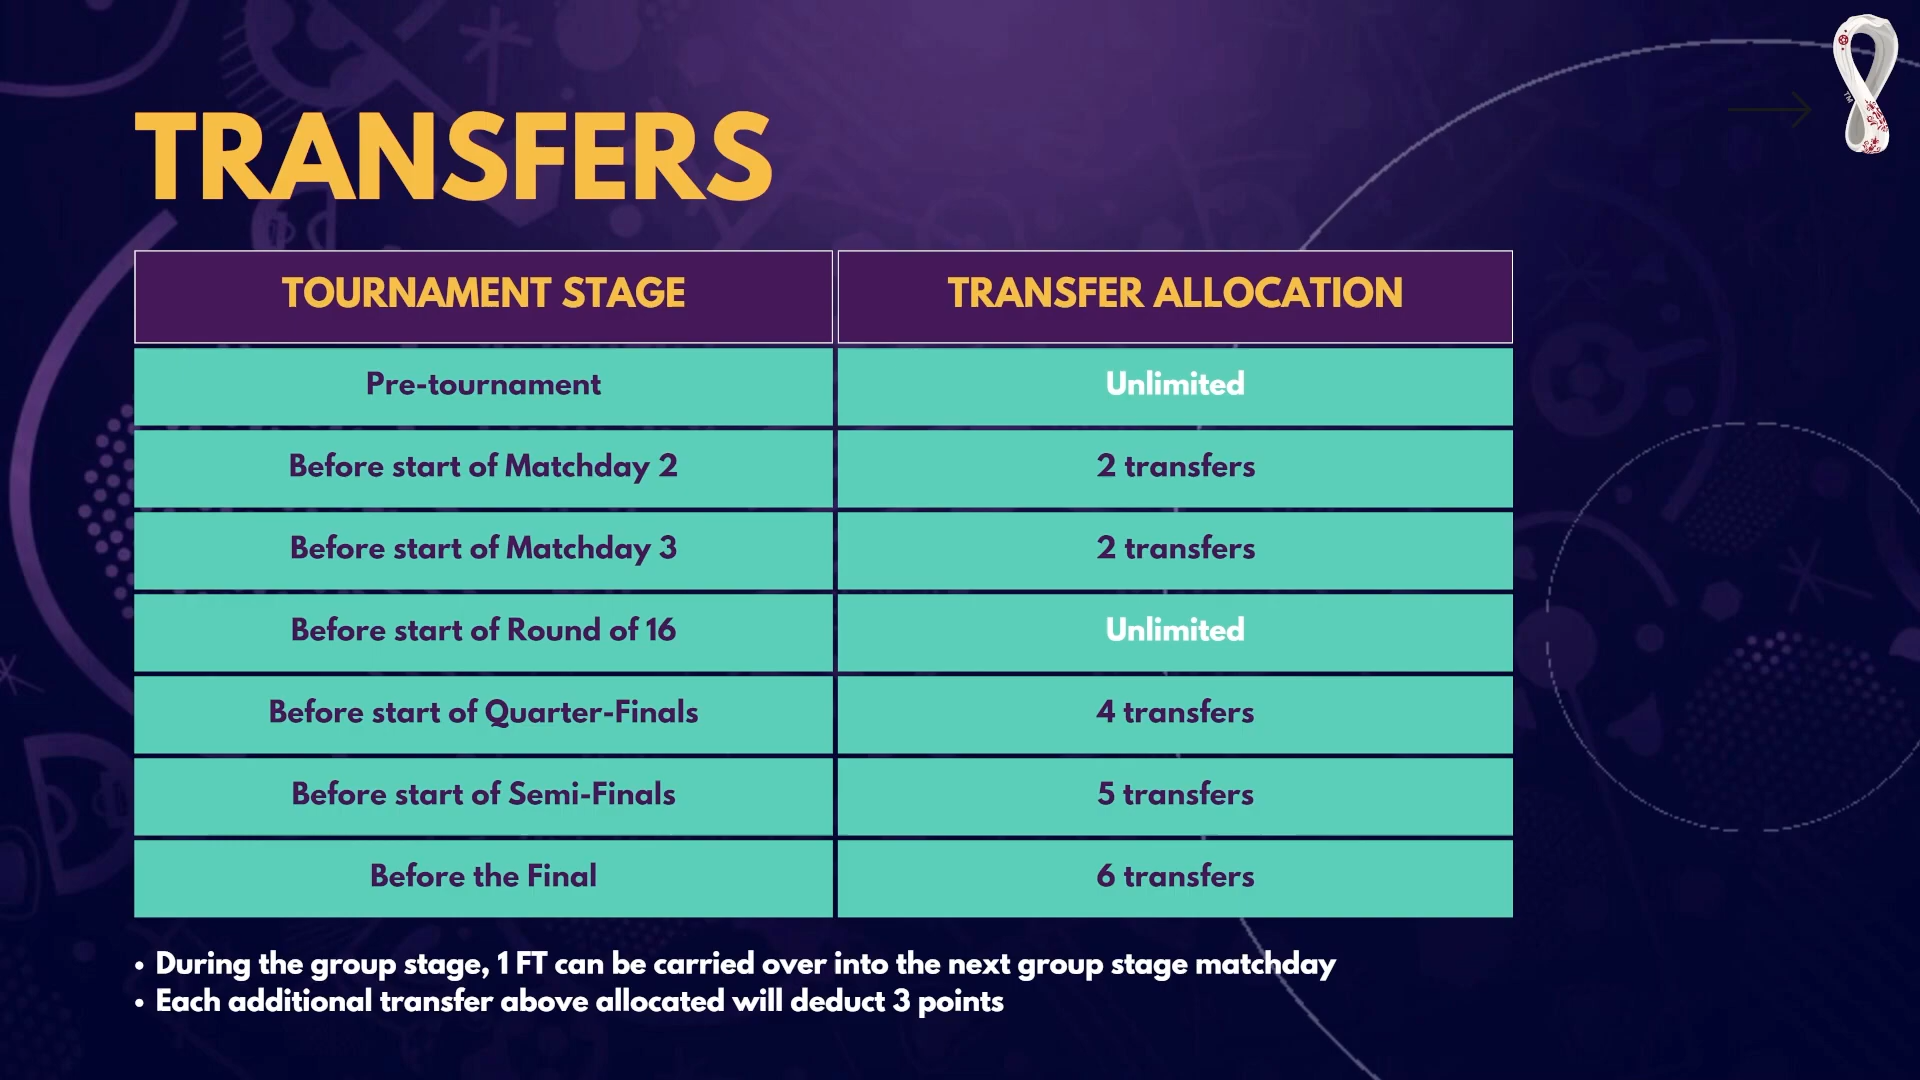 TRANSFERS
TOURNAMENT STAGE TRANSFER ALLOCATION
Pre-tournament Unlimited
Before start of Matchday 2 2 transfers
Before start of Matchday 3 2 transfers
Before start of Round of 16 Unlimited
Before start of Quarter-Finals 4 transfers
Before start of Semi-Finals 5 transfers
Before the Final 6 transfers
• During the group stage, 1 FT can be carried over into the next group stage matchday
• Each additional transfer above allocated will deduct 3 points
TM